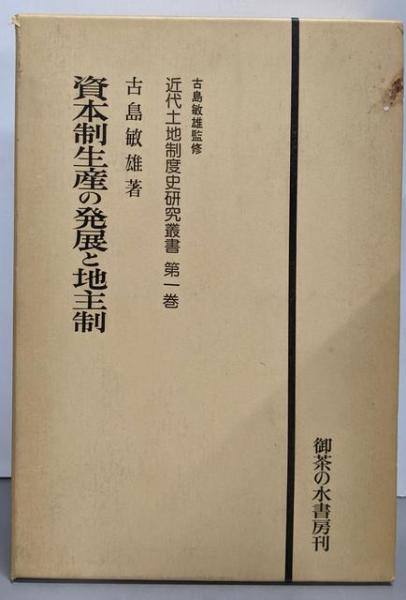 古島敏雄監修
近代土地制度史研究叢書 第一巻
古島敏雄著
資本制生産の発展と地主制
御茶の水書房刊